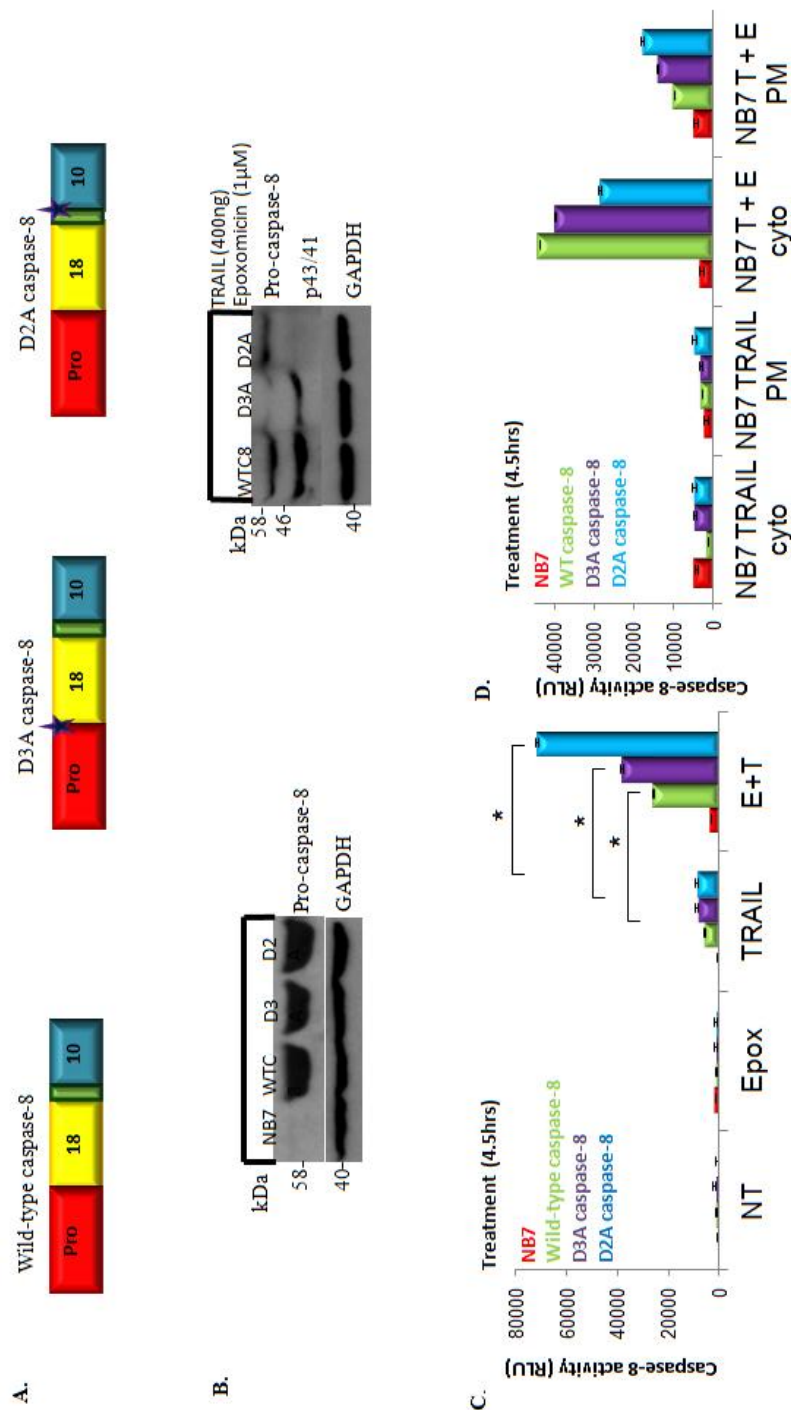 A.
Wild-type caspase-8
D3A caspase-8
D2A caspase-8
Pro 18 10
Pro 18 10
Pro 18 10
B.
kDa
NB7 WTC D3 D2
58-
Pro-caspase-8
40-
GAPDH
kDa
WTC8 D3A D2A
TRAIL (400ng)
Epoxomicin (1µM)
58-
Pro-caspase-8
46
p43/41
40-
GAPDH
C.
Treatment (4.5hrs)
NB7
Wild-type caspase-8
D3A caspase-8
D2A caspase-8
Caspase-8 activity (RLU)
80000
60000
40000
20000
0
* * *
NT Epox TRAIL E+T
D.
Treatment (4.5hrs)
NB7
WT caspase-8
D3A caspase-8
D2A caspase-8
Caspase-8 activity (RLU)
40000
30000
20000
10000
0
NB7 TRAIL NB7 TRAIL NB7 T + E NB7 T + E
cyto PM cyto PM